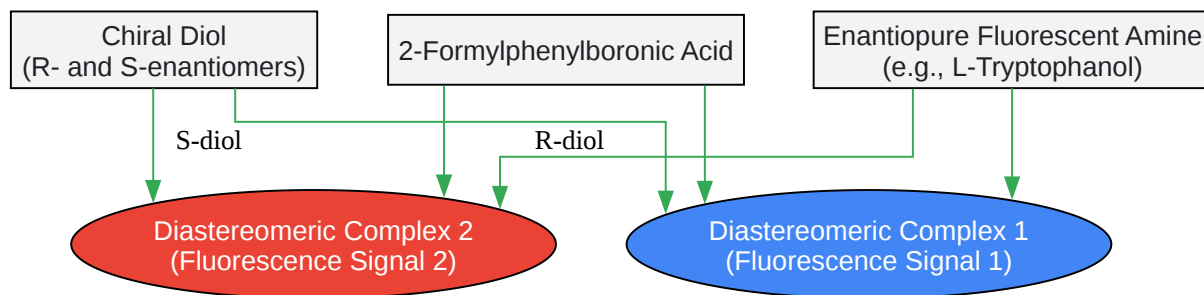 Chiral Diol
(R- and S-enantiomers)
2-Formylphenylboronic Acid
Enantiopure Fluorescent Amine
(e.g., L-Tryptophanol)
S-diol
R-diol
Diastereomeric Complex 2
(Fluorescence Signal 2)
Diastereomeric Complex 1
(Fluorescence Signal 1)